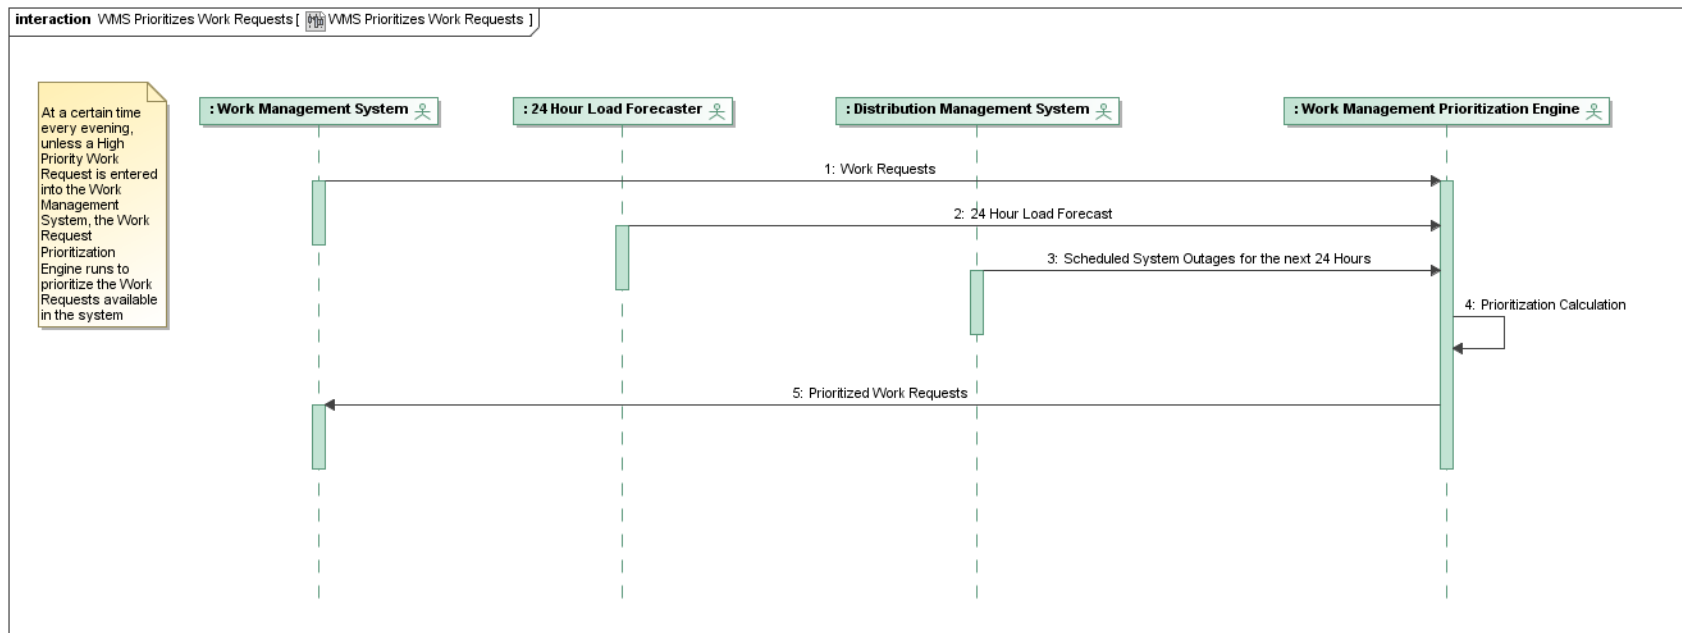 interaction WMS Prioritizes Work Requests [ WMS Prioritizes Work Requests ]
At a certain time
every evening,
unless a High
Priority Work
Request is entered
into the Work
Management
System, the Work
Request
Prioritization
Engine runs to
prioritize the Work
Requests available
in the system
: Work Management System
: 24 Hour Load Forecaster
: Distribution Management System
: Work Management Prioritization Engine
1: Work Requests
2: 24 Hour Load Forecast
3: Scheduled System Outages for the next 24 Hours
4: Prioritization Calculation
5: Prioritized Work Requests